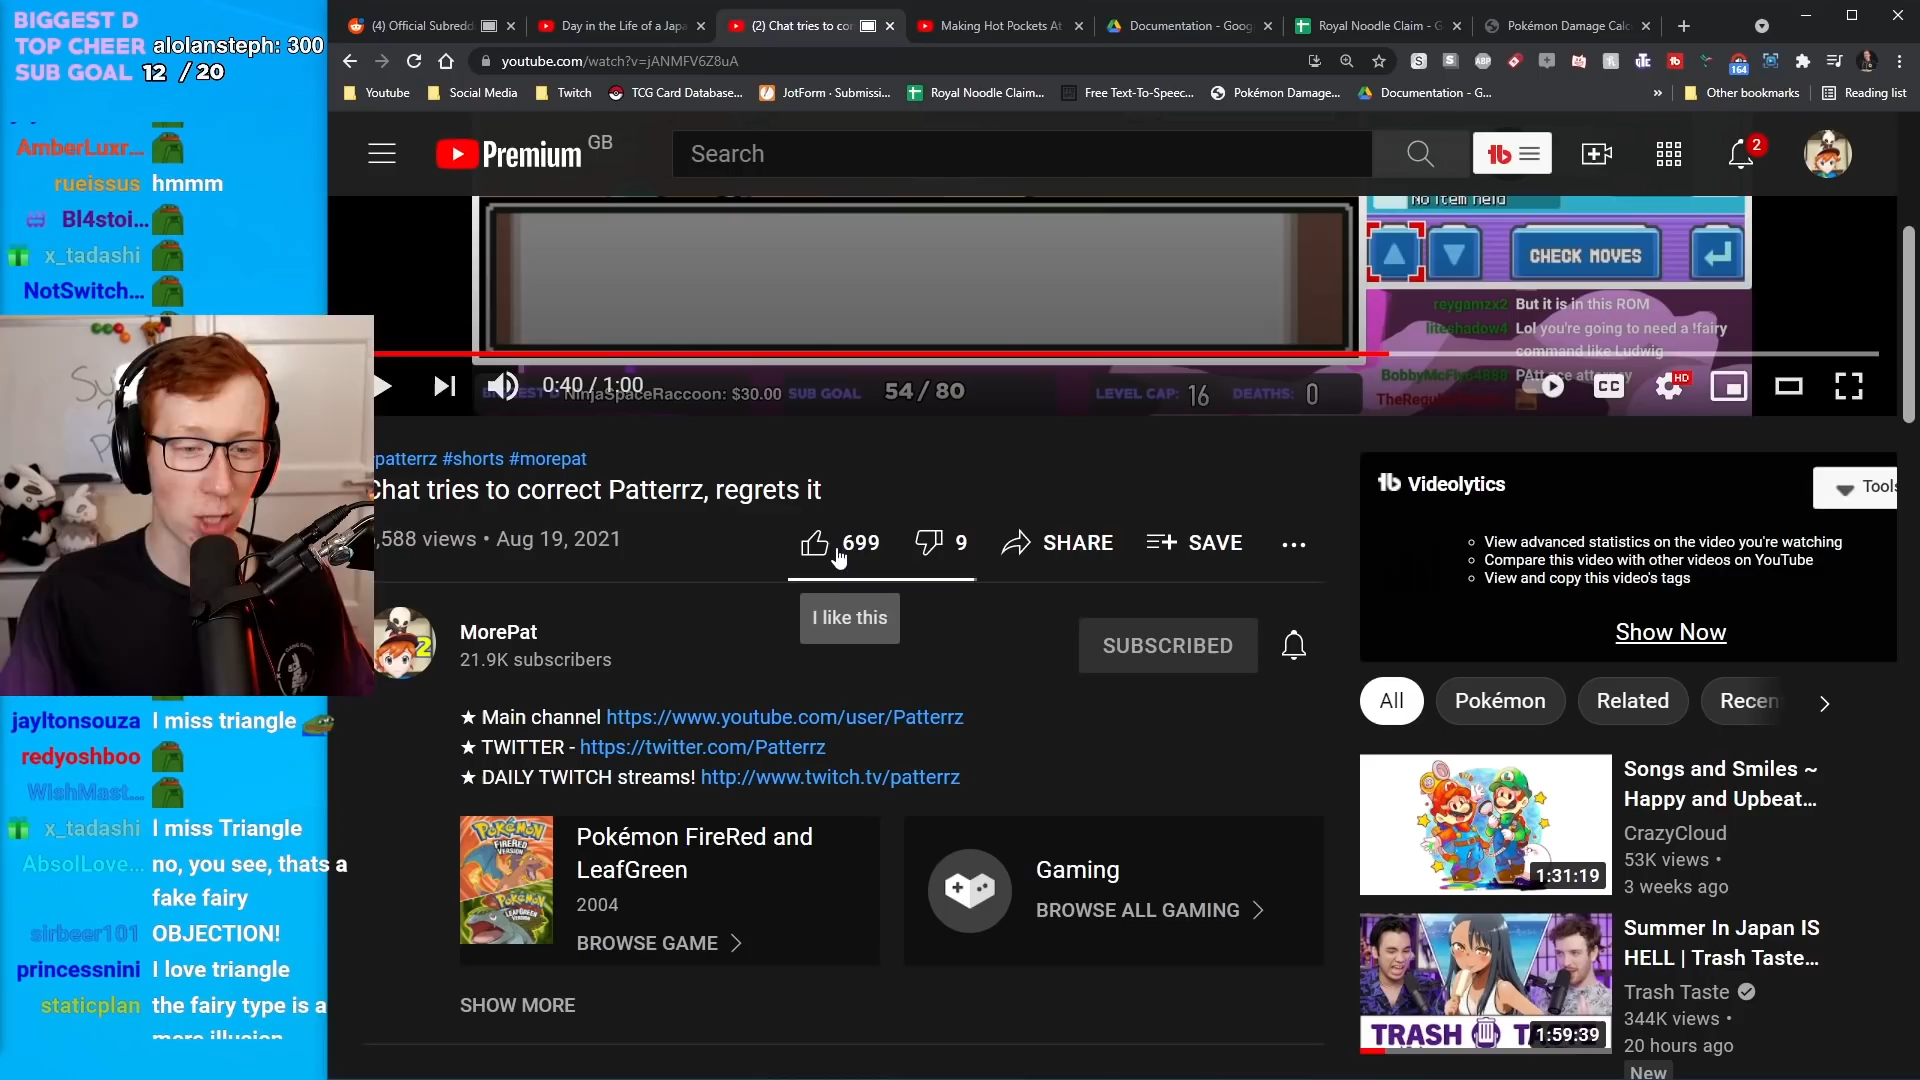 BIGGEST D
TOP CHEER alolansteph: 300
SUB GOAL 12 / 20
(4) Official Subredd
Day in the Life of a Japa
(2) Chat tries to cor
Making Hot Pockets At
Documentation - Goog
Royal Noodle Claim - G
Pokémon Damage Calc
youtube.com/watch?v=jANMFV6Z8uA
164
Youtube
Social Media
Twitch
TCG Card Database...
JotForm · Submissi...
Royal Noodle Claim...
Free Text-To-Speec...
Pokémon Damage...
Documentation - G...
»
Other bookmarks
Reading list
AmberLuxr...
rueissus hmmm
Bl4stoi...
x_tadashi
NotSwitch...
Premium GB
Search
2
No item held
CHECK MOVES
reygamzx2 But it is in this ROM
liteshadow4 Lol you're going to need a !fairy
command like Ludwig
BobbyMcFlye4888 PAtt ace attorney
0:40 / 1:00
NinjaSpaceRaccoon: $30.00
SUB GOAL 54 / 80
LEVEL CAP: 16
DEATHS: 0
CC
HD
patterrz #shorts #morepat
Chat tries to correct Patterrz, regrets it
,588 views • Aug 19, 2021
699
9
SHARE
SAVE
I like this
MorePat
21.9K subscribers
SUBSCRIBED
★ Main channel https://www.youtube.com/user/Patterrz
★ TWITTER - https://twitter.com/Patterrz
★ DAILY TWITCH streams! http://www.twitch.tv/patterrz
Pokémon FireRed and
LeafGreen
2004
BROWSE GAME
Gaming
BROWSE ALL GAMING
SHOW MORE
Videolytics
Tools
View advanced statistics on the video you're watching
Compare this video with other videos on YouTube
View and copy this video's tags
Show Now
All
Pokémon
Related
Recen
Songs and Smiles ~
Happy and Upbeat...
CrazyCloud
53K views •
3 weeks ago
1:31:19
Summer In Japan IS
HELL | Trash Taste...
Trash Taste
344K views •
20 hours ago
New
TRASH TA
1:59:39
jayltonsouza I miss triangle
redyoshboo
WishMast...
x_tadashi I miss Triangle
AbsolLove... no, you see, thats a
fake fairy
sirbeer101 OBJECTION!
princessnini I love triangle
staticplan the fairy type is a
mere illusion